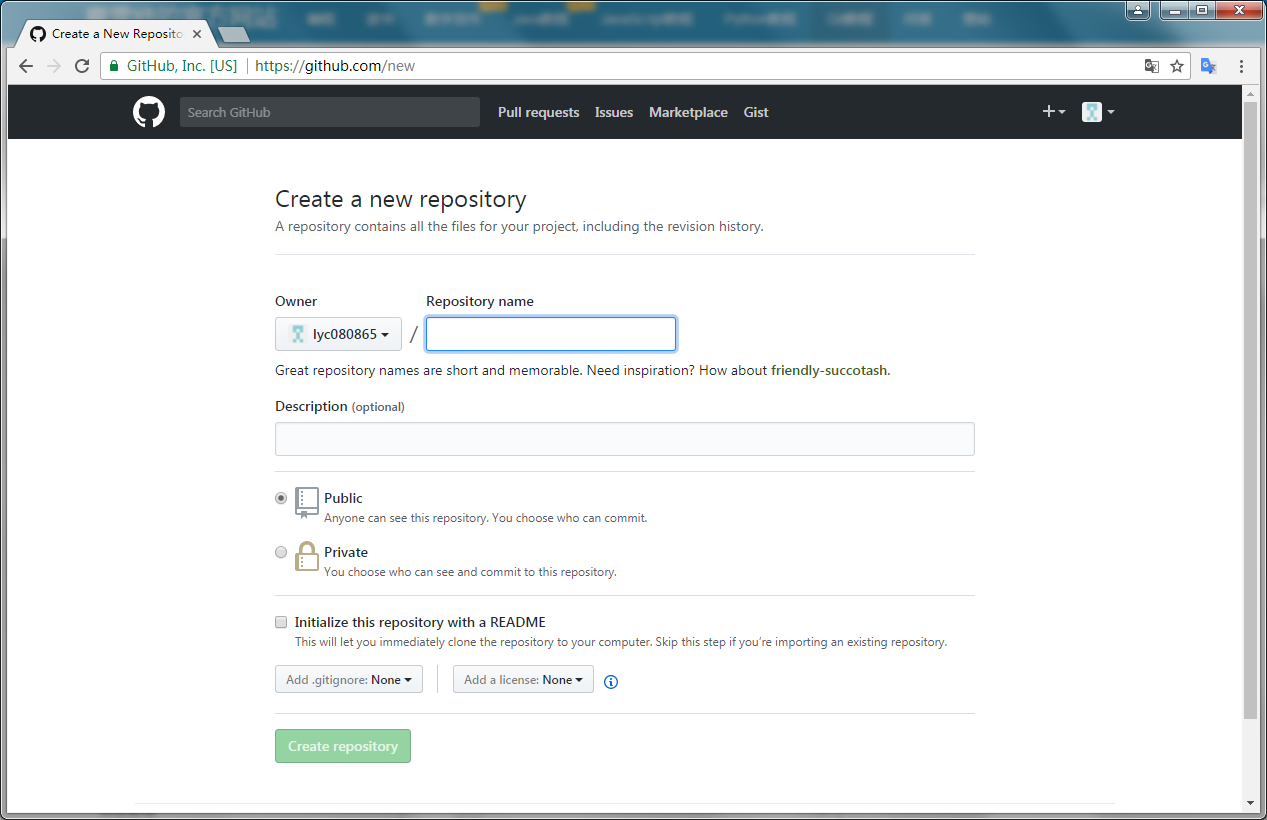 Create a New Reposito
GitHub, Inc. [US] https://github.com/new
Search GitHub Pull requests Issues Marketplace Gist
Create a new repository
A repository contains all the files for your project, including the revision history.
Owner Repository name
lyc080865 /
Great repository names are short and memorable. Need inspiration? How about friendly-succotash.
Description (optional)
Public
Anyone can see this repository. You choose who can commit.
Private
You choose who can see and commit to this repository.
Initialize this repository with a README
This will let you immediately clone the repository to your computer. Skip this step if you’re importing an existing repository.
Add .gitignore: None Add a license: None
Create repository